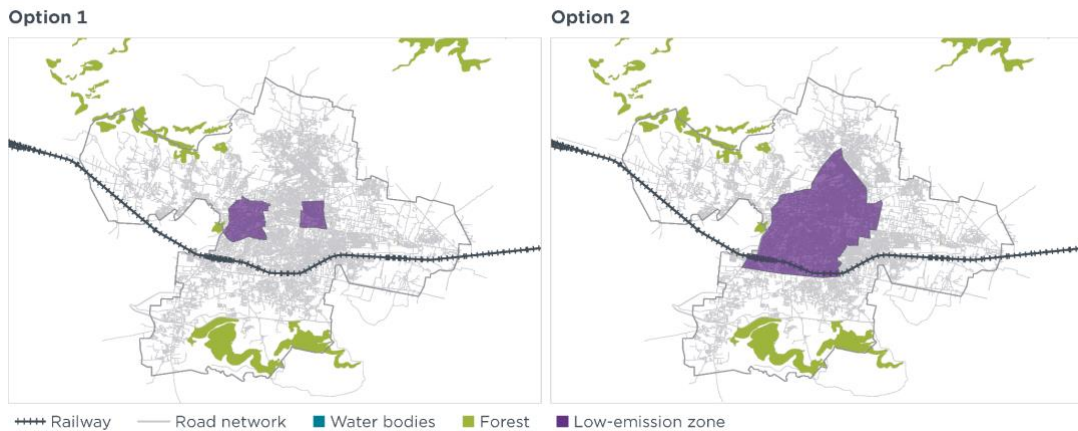 Option 1
Option 2
Railway Road network Water bodies Forest Low-emission zone